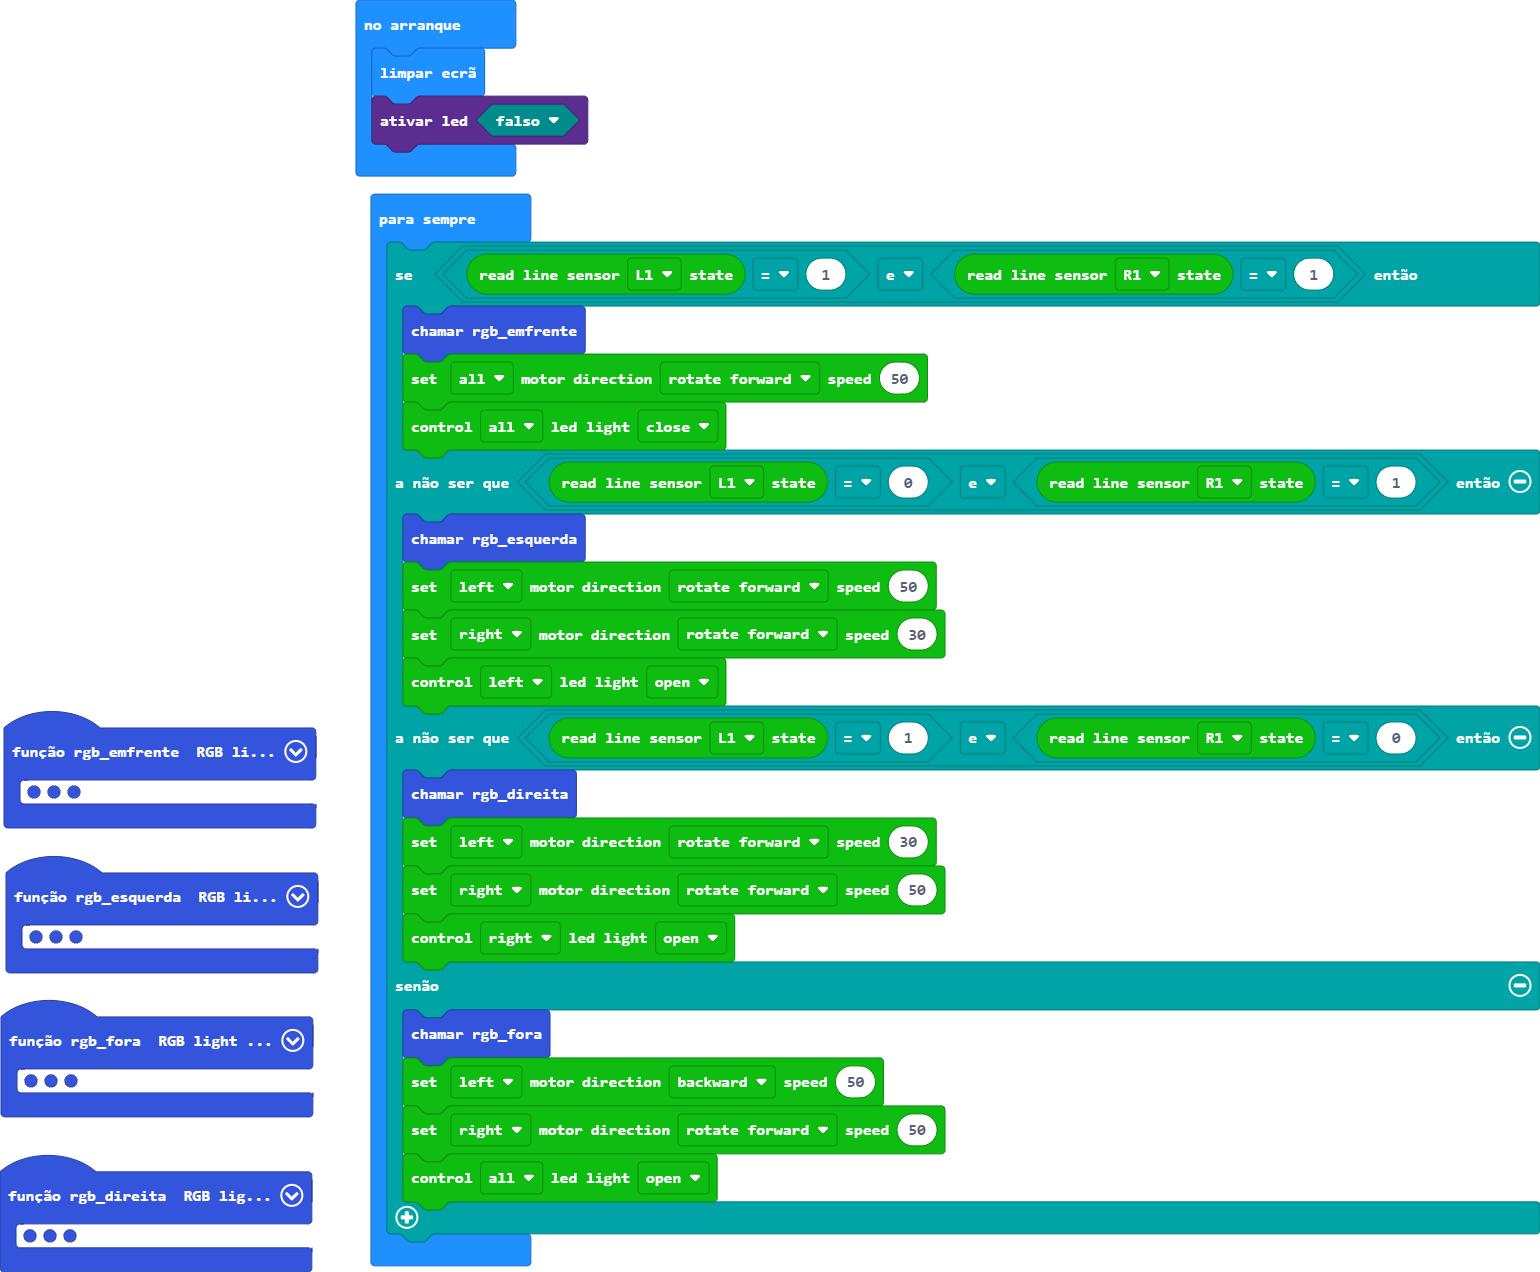 no arranque
limpar ecrã
ativar led falso
para sempre
se read line sensor L1 state = 1 e read line sensor R1 state = 1 então
chamar rgb_emfrente
set all motor direction rotate forward speed 50
control all led light close
a não ser que read line sensor L1 state = 0 e read line sensor R1 state = 1 então
chamar rgb_esquerda
set left motor direction rotate forward speed 50
set right motor direction rotate forward speed 30
control left led light open
a não ser que read line sensor L1 state = 1 e read line sensor R1 state = 0 então
chamar rgb_direita
set left motor direction rotate forward speed 30
set right motor direction rotate forward speed 50
control right led light open
senão
chamar rgb_fora
set left motor direction backward speed 50
set right motor direction rotate forward speed 50
control all led light open
função rgb_emfrente RGB li...
função rgb_esquerda RGB li...
função rgb_fora RGB light ...
função rgb_direita RGB lig...